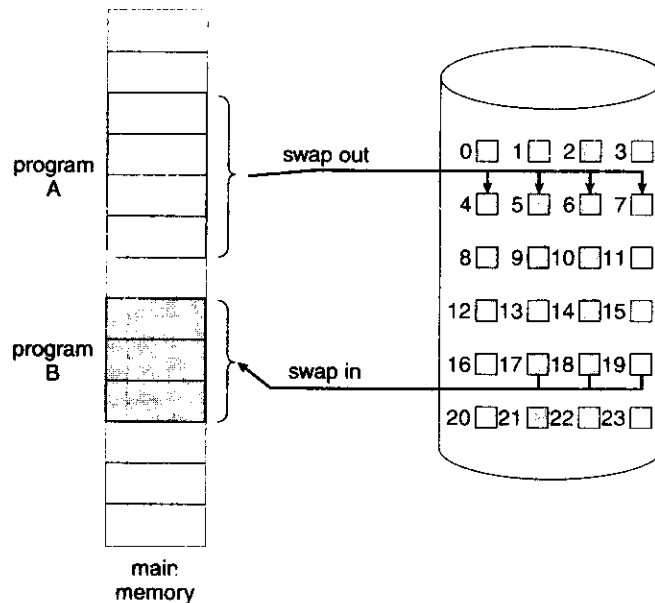 program
A
swap out
0 1 2 3
4 5 6 7
8 9 10 11
12 13 14 15
program
B
swap in
16 17 18 19
20 21 22 23
main
memory